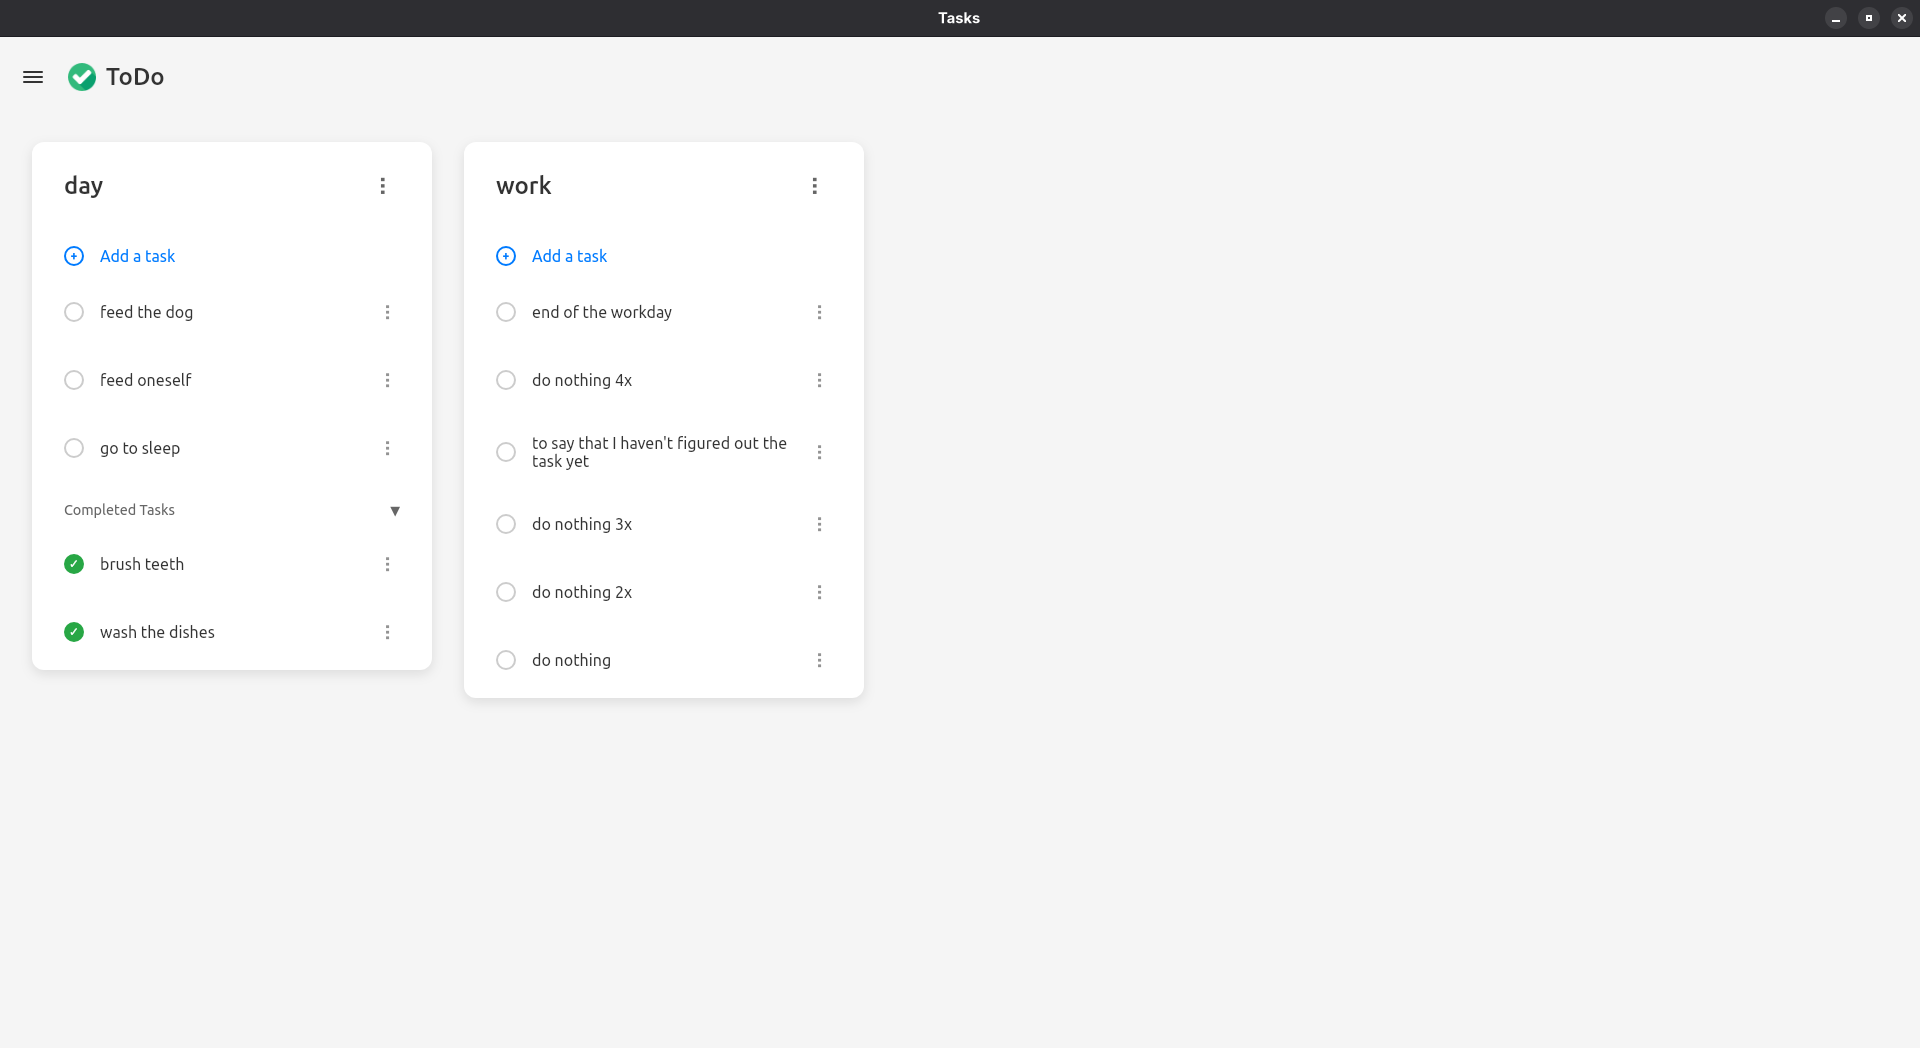 Tasks
ToDo
day
Add a task
feed the dog
feed oneself
go to sleep
Completed Tasks
brush teeth
wash the dishes
work
Add a task
end of the workday
do nothing 4x
to say that I haven't figured out the
task yet
do nothing 3x
do nothing 2x
do nothing